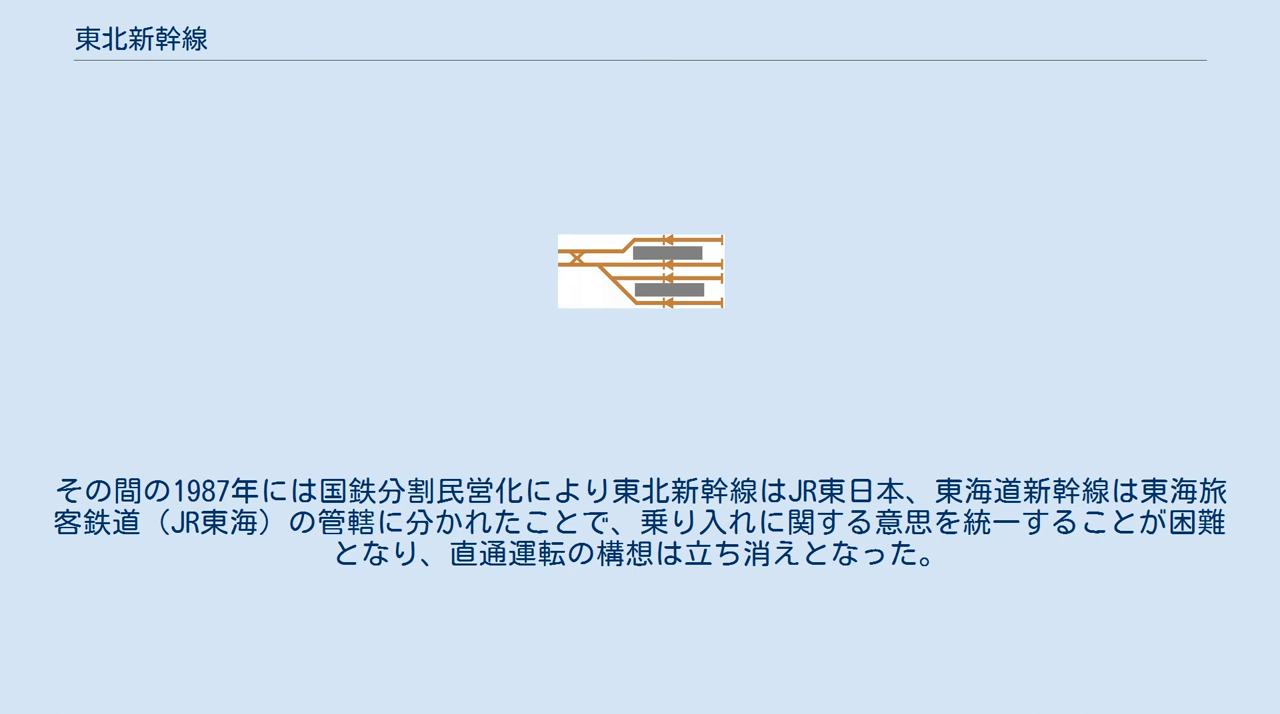 東北新幹線
その間の1987年には国鉄分割民営化により東北新幹線はJR東日本、東海道新幹線は東海旅
客鉄道（JR東海）の管轄に分かれたことで、乗り入れに関する意思を統一することが困難
となり、直通運転の構想は立ち消えとなった。